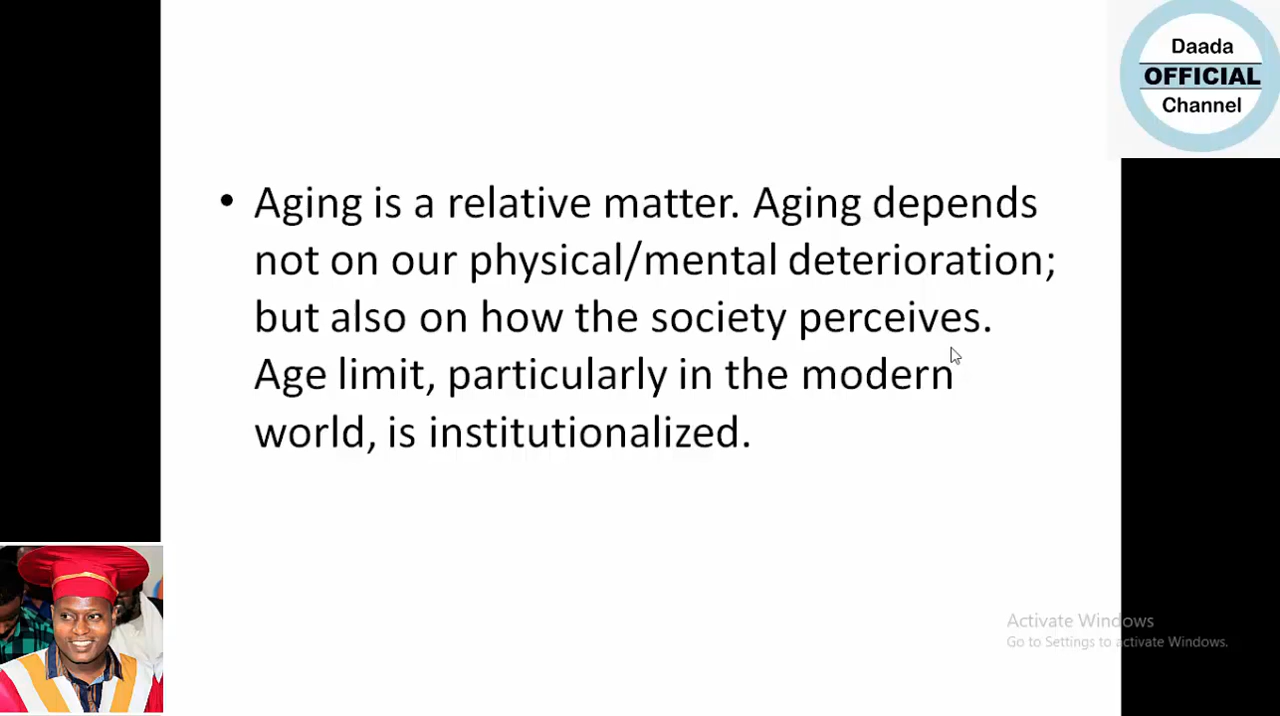 Daada
OFFICIAL
Channel
• Aging is a relative matter. Aging depends
not on our physical/mental deterioration;
but also on how the society perceives.
Age limit, particularly in the modern
world, is institutionalized.
Activate Windows
Go to Settings to activate Windows.